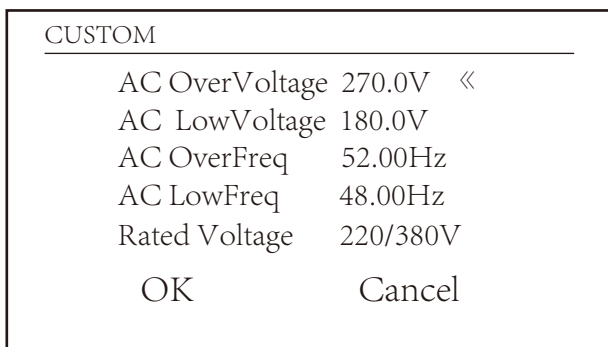 CUSTOM
AC OverVoltage 270.0V 《
AC LowVoltage 180.0V
AC OverFreq 52.00Hz
AC LowFreq 48.00Hz
Rated Voltage 220/380V
OK Cancel